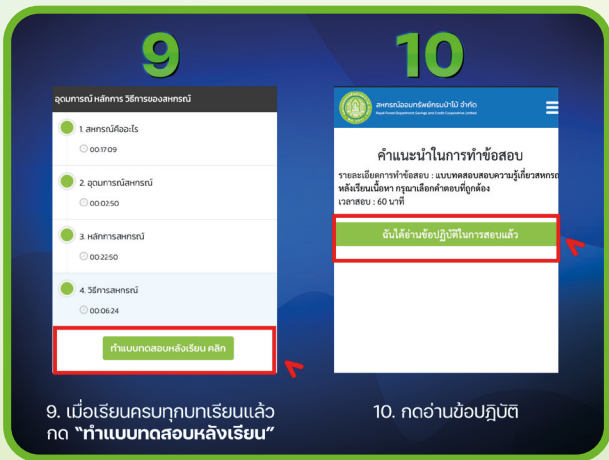 9
อุดมการณ์ หลักการ วิธีการของสหกรณ์
1. สหกรณ์คืออะไร
00:17:09
2. อุดมการณ์สหกรณ์
00:02:50
3. หลักการสหกรณ์
00:22:50
4. วิธีการสหกรณ์
00:06:24
ทำแบบทดสอบหลังเรียน คลิก
9. เมื่อเรียนครบทุกบทเรียนแล้ว
กด “ทำแบบทดสอบหลังเรียน”
10
สหกรณ์ออมทรัพย์กรมป่าไม้ จำกัด
Royal Forest Department Savings and Credit Cooperative Limited
คำแนะนำในการทำข้อสอบ
รายละเอียดการทำข้อสอบ : แบบทดสอบสอบความรู้เกี่ยวสหกรณ
หลังเรียนเนื้อหา กรุณาเลือกคำตอบที่ถูกต้อง
เวลาสอบ : 60 นาที
ฉันได้อ่านข้อปฏิบัติในการสอบแล้ว
10. กดอ่านข้อปฏิบัติ